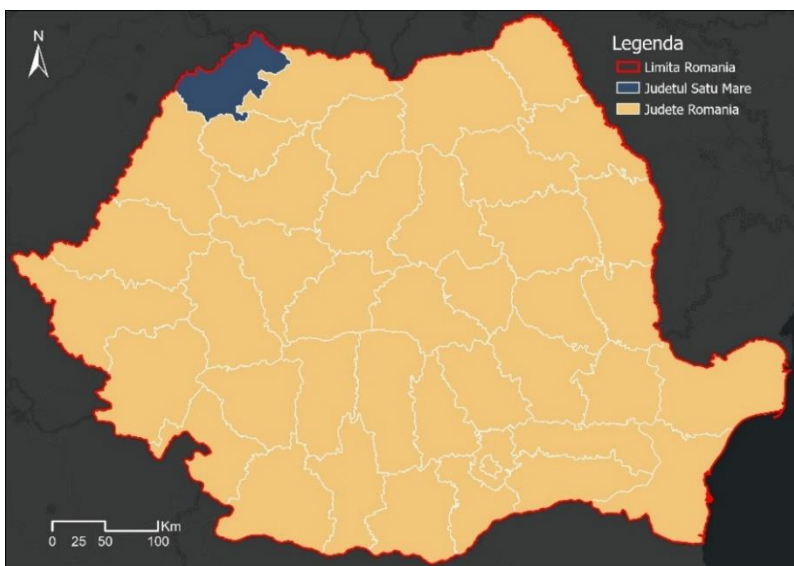 N
Legenda
Limita Romania
Judetul Satu Mare
Judete Romania
Km
0 25 50 100